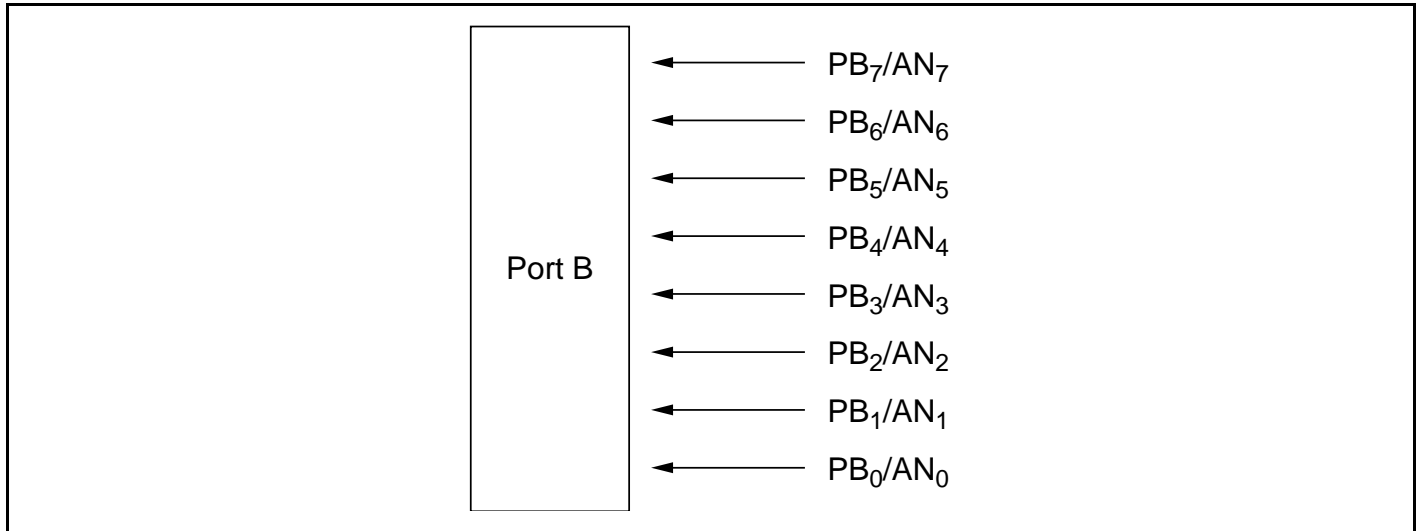 PB₇/AN₇
PB₆/AN₆
PB₅/AN₅
PB₄/AN₄
Port B
PB₃/AN₃
PB₂/AN₂
PB₁/AN₁
PB₀/AN₀